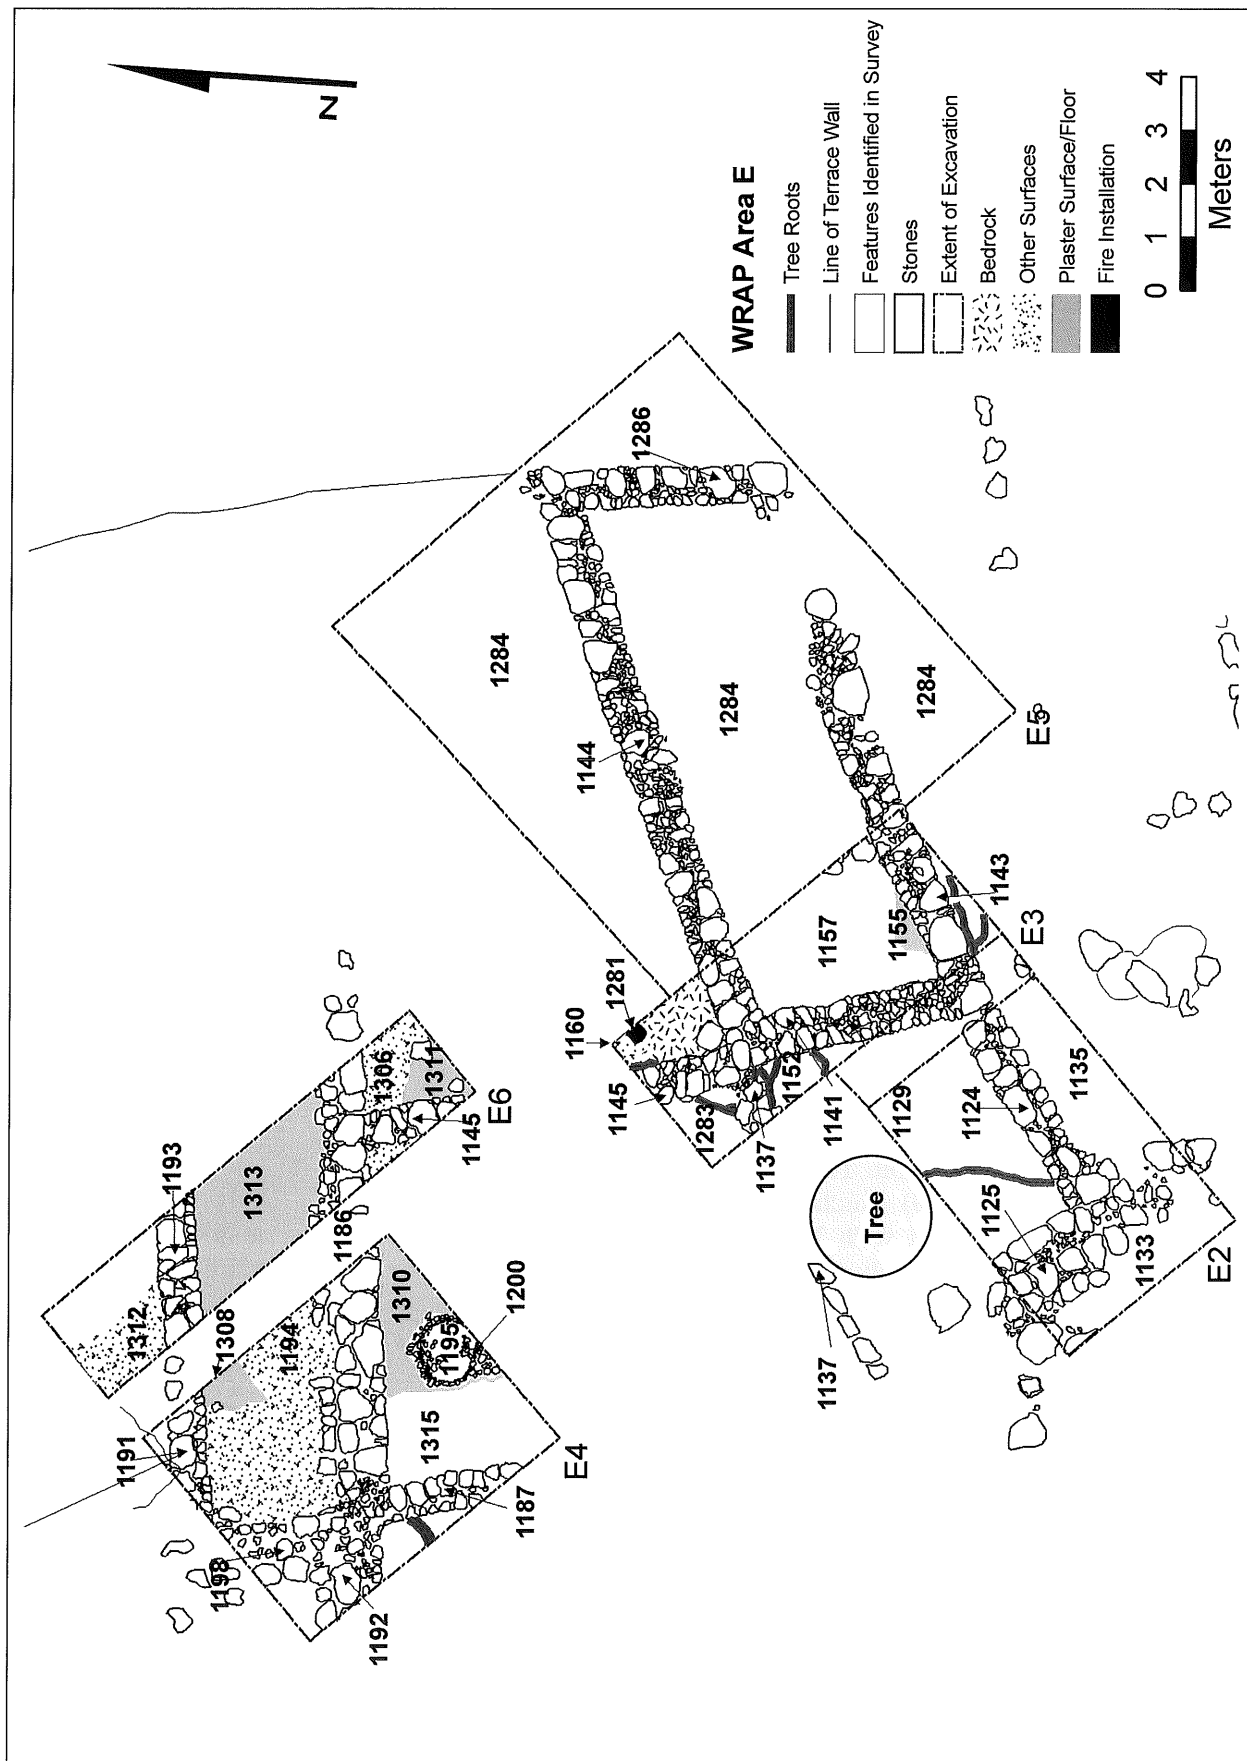 N
WRAP Area E
Tree Roots
Line of Terrace Wall
Features Identified in Survey
Stones
Extent of Excavation
Bedrock
Other Surfaces
Plaster Surface/Floor
Fire Installation
0 1 2 3 4
Meters
1191
1308
1312
1193
1198
1194
1313
1192
1186
1306
1311
1310
1195
1200
1315
1187
1145
E4
E6
1160
1281
1145
1283
1137
1152
1141
1157
1155
1143
E3
1144
1284
1284
1284
1286
E5
Tree
1137
1129
1124
1125
1135
1133
E2